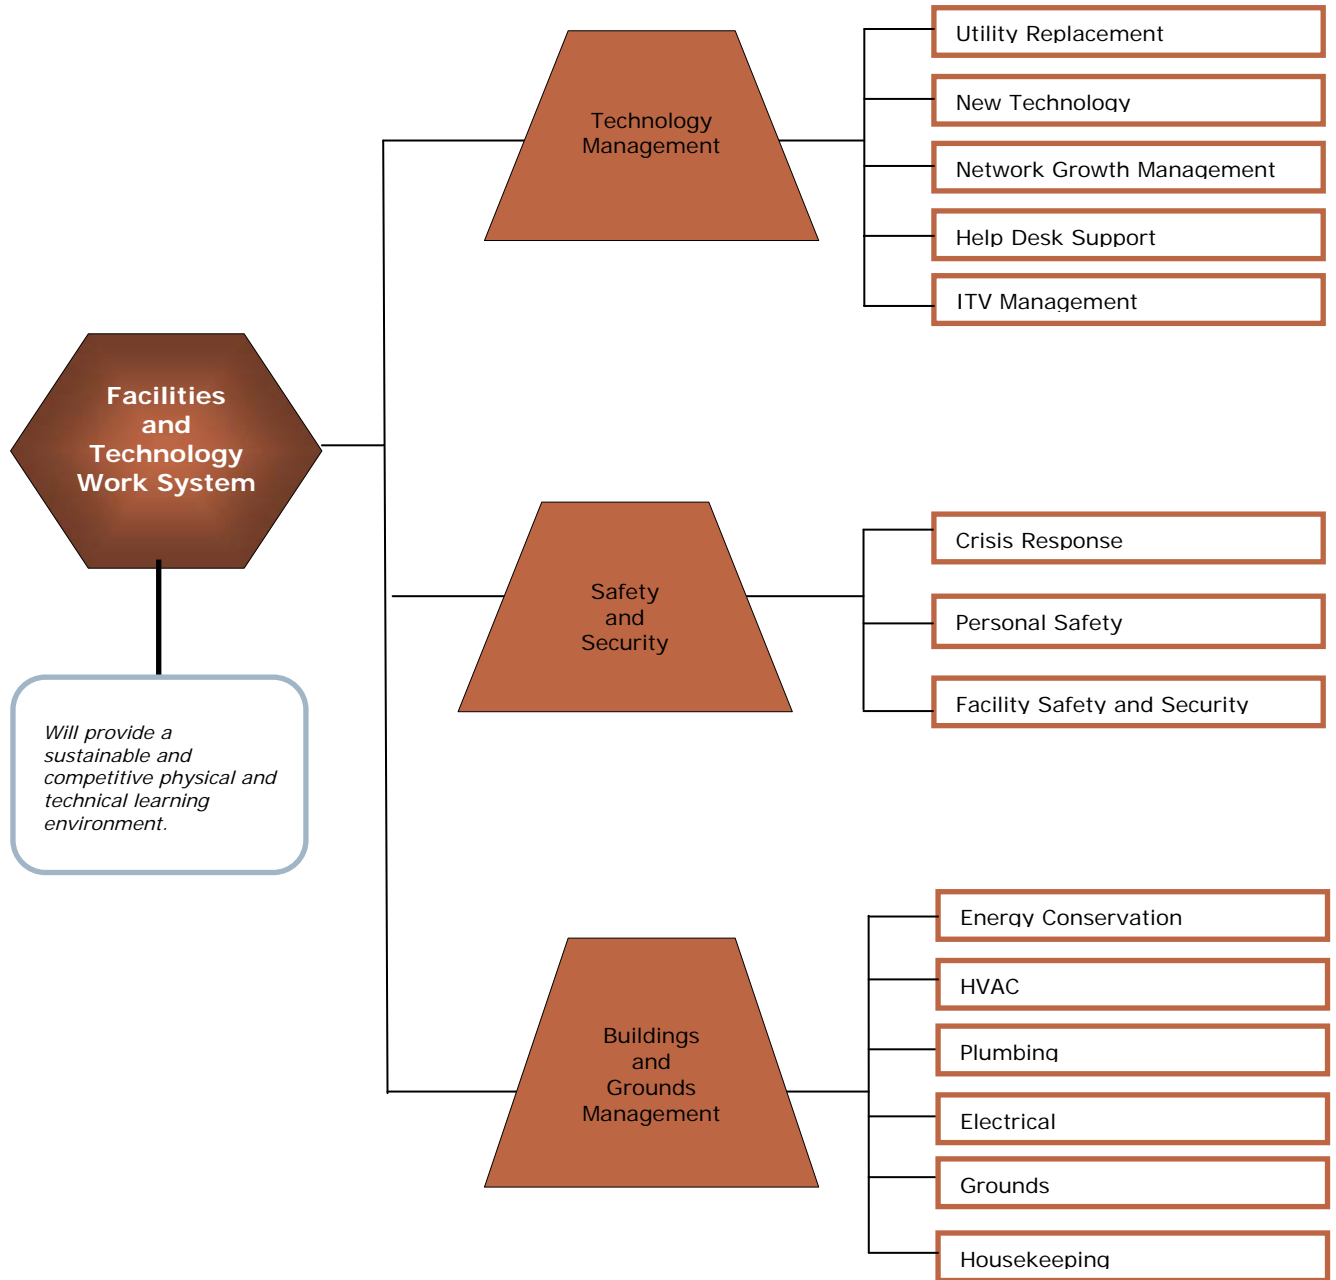 Facilities
and
Technology
Work System
Will provide a
sustainable and
competitive physical and
technical learning
environment.
Technology
Management
Utility Replacement
New Technology
Network Growth Management
Help Desk Support
ITV Management
Safety
and
Security
Crisis Response
Personal Safety
Facility Safety and Security
Buildings
and
Grounds
Management
Energy Conservation
HVAC
Plumbing
Electrical
Grounds
Housekeeping